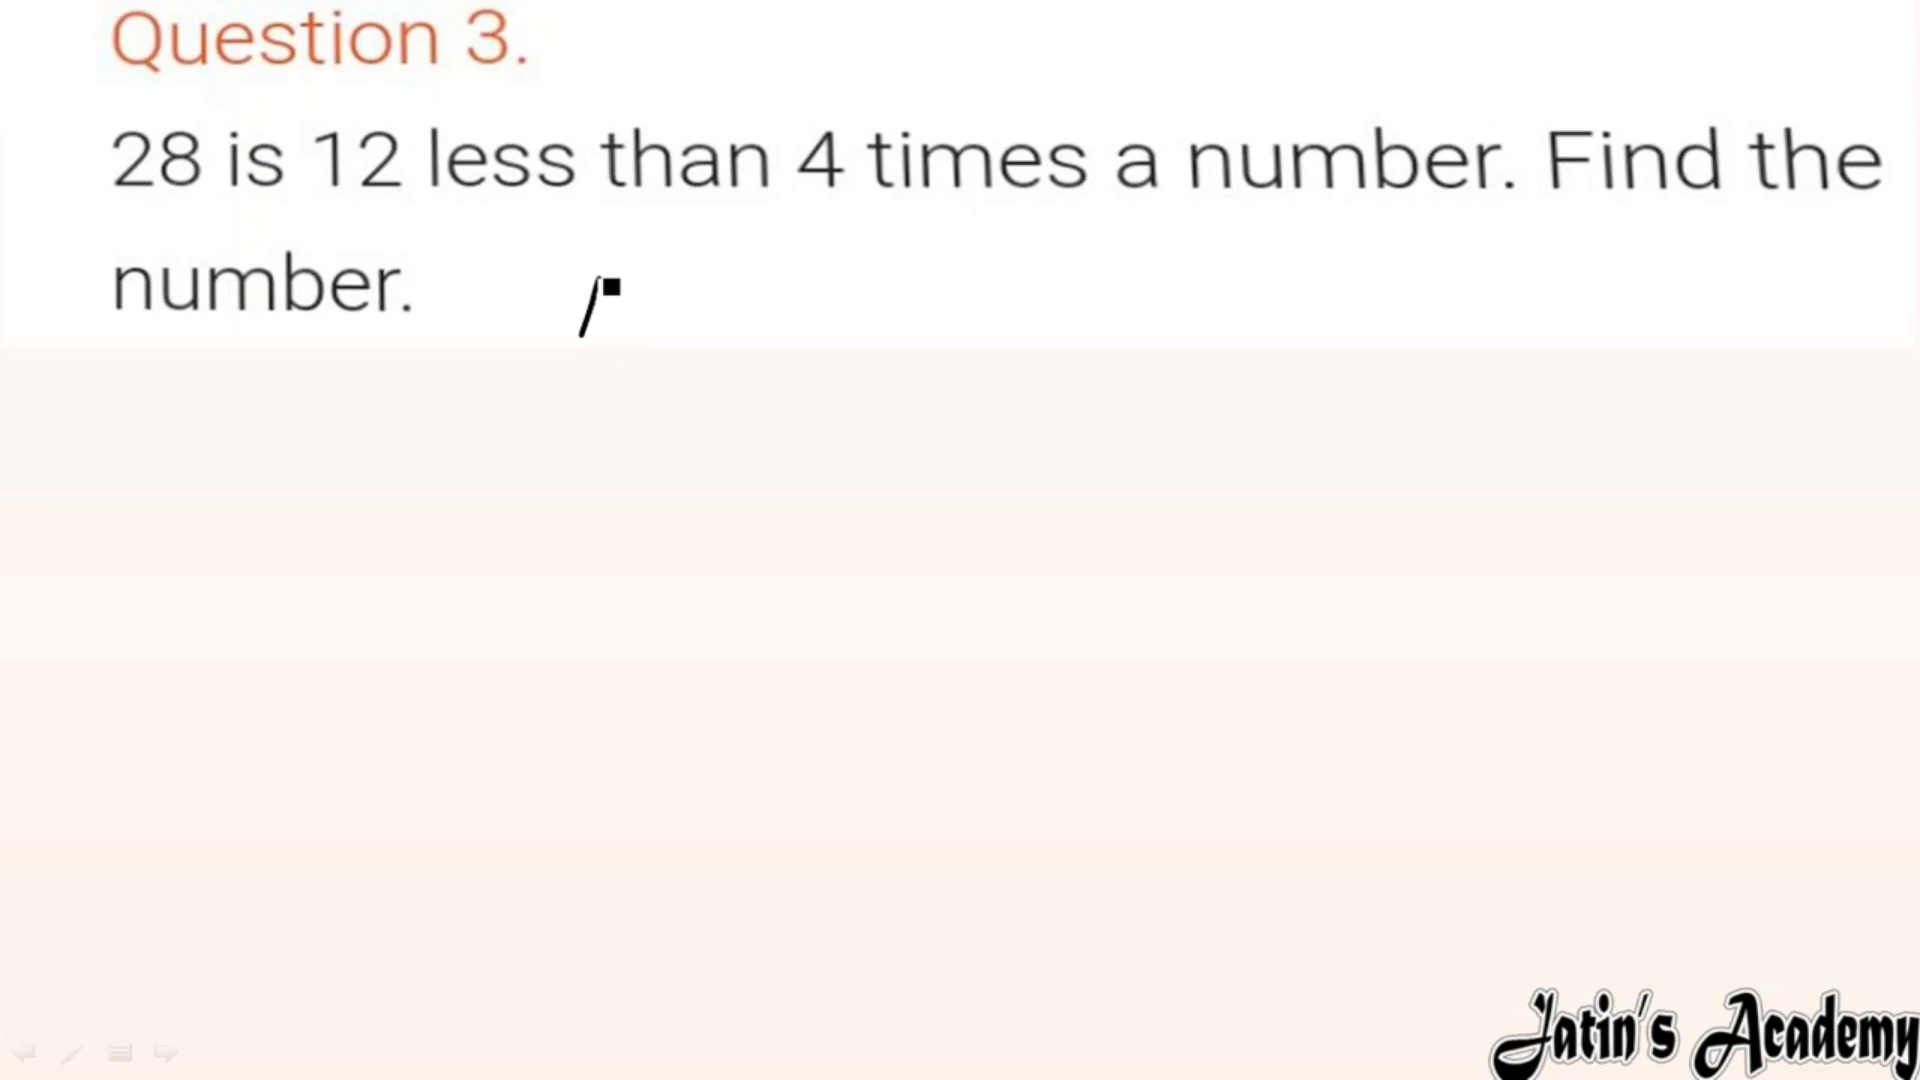 Question 3.
28 is 12 less than 4 times a number. Find the
number.
Jatin's Academy